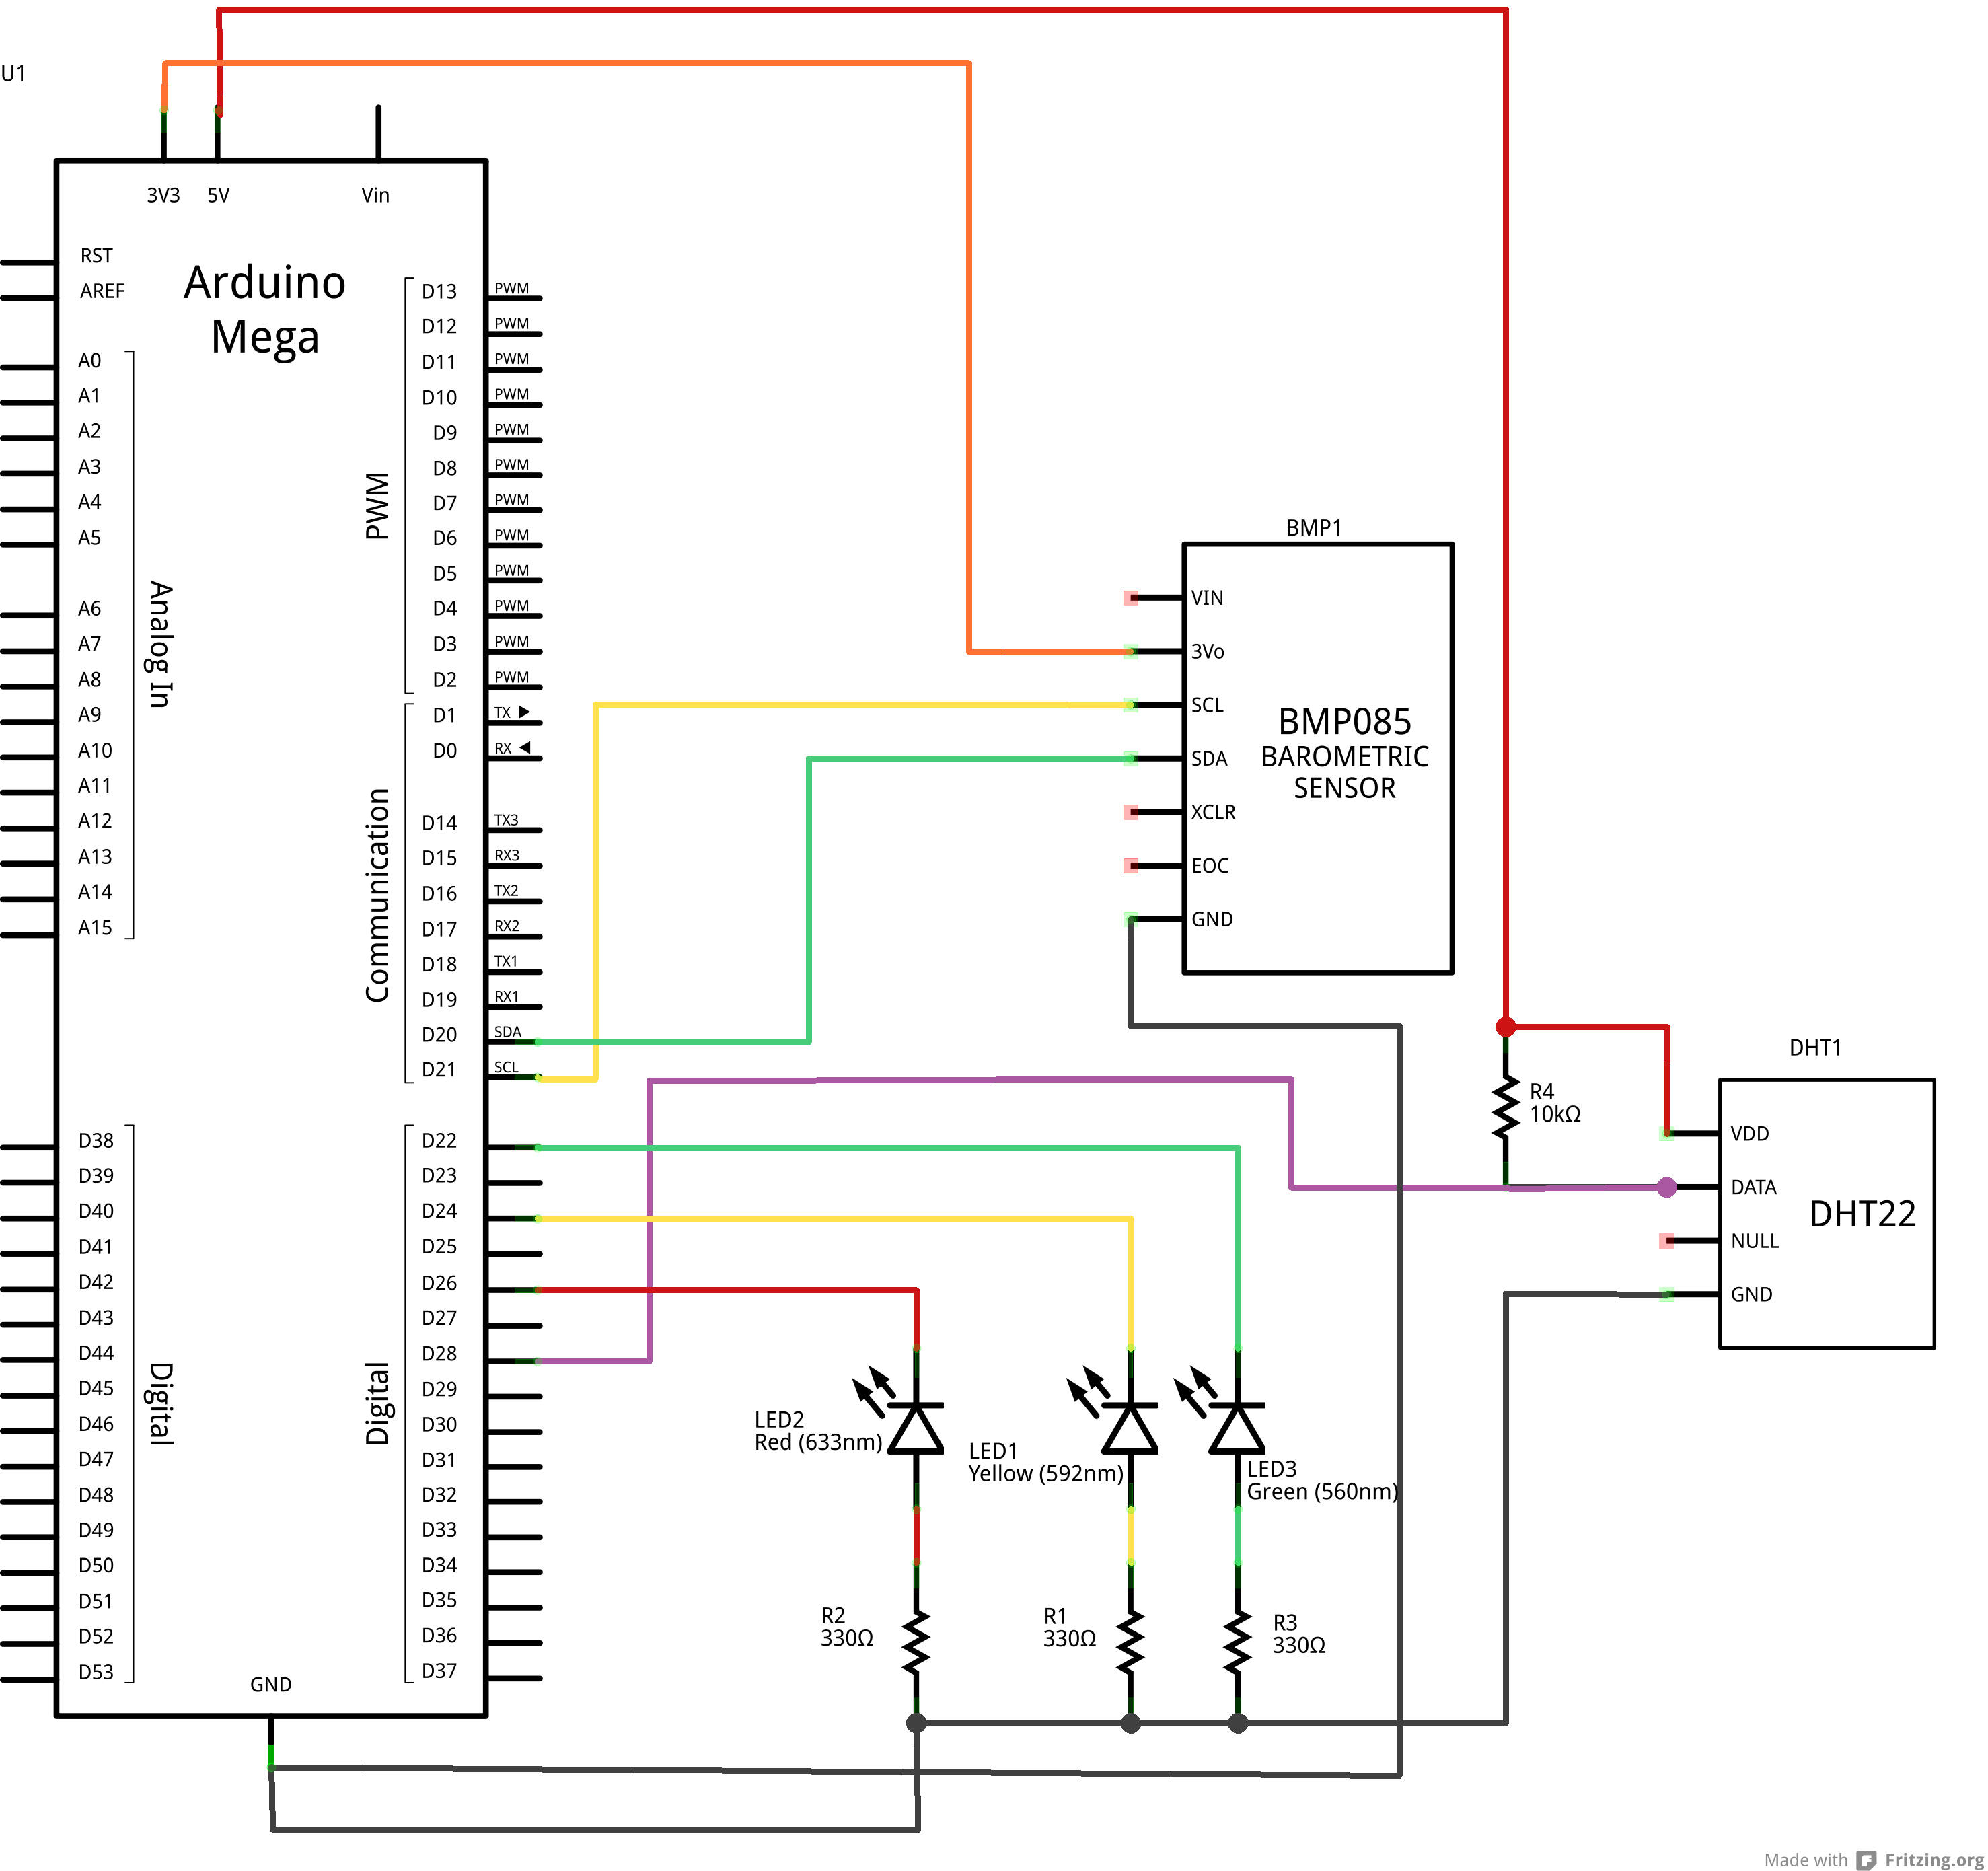 U1
3V3
5V
Vin
RST
AREF
Arduino
Mega
A0
A1
A2
A3
A4
A5
A6
A7
A8
A9
A10
A11
A12
A13
A14
A15
Analog In
PWM
D13 PWM
D12 PWM
D11 PWM
D10 PWM
D9 PWM
D8 PWM
D7 PWM
D6 PWM
D5 PWM
D4 PWM
D3 PWM
D2 PWM
Communication
D1 TX
D0 RX
D14 TX3
D15 RX3
D16 TX2
D17 RX2
D18 TX1
D19 RX1
D20 SDA
D21 SCL
D38
D39
D40
D41
D42
D43
D44
D45
D46
D47
D48
D49
D50
D51
D52
D53
Digital
Digital
D22
D23
D24
D25
D26
D27
D28
D29
D30
D31
D32
D33
D34
D35
D36
D37
GND
BMP1
VIN
3Vo
SCL
SDA
XCLR
EOC
GND
BMP085
BAROMETRIC
SENSOR
R4
10kΩ
DHT1
VDD
DATA
NULL
GND
DHT22
LED2
Red (633nm)
LED1
Yellow (592nm)
LED3
Green (560nm)
R2
330Ω
R1
330Ω
R3
330Ω
Made with Fritzing.org